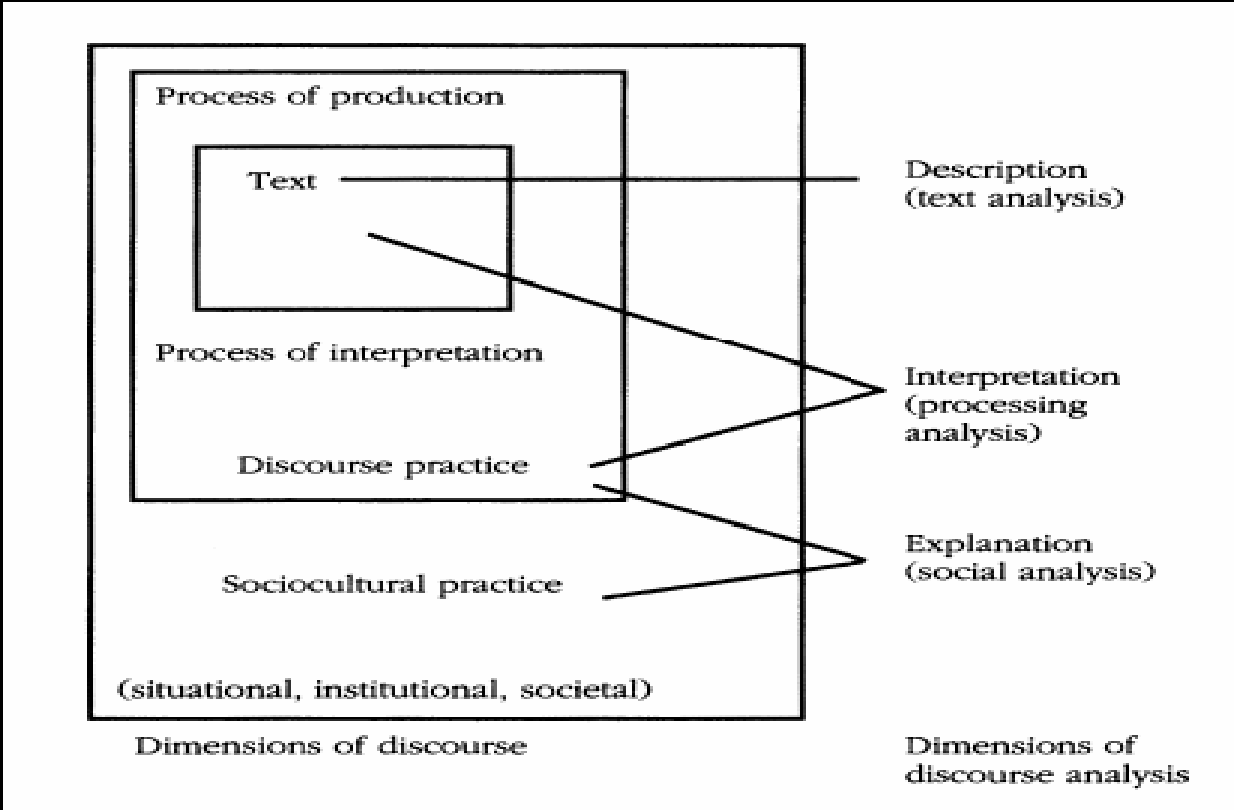 Process of production
Text
Description
(text analysis)
Process of interpretation
Interpretation
(processing
analysis)
Discourse practice
Explanation
(social analysis)
Sociocultural practice
(situational, institutional, societal)
Dimensions of discourse
Dimensions of
discourse analysis